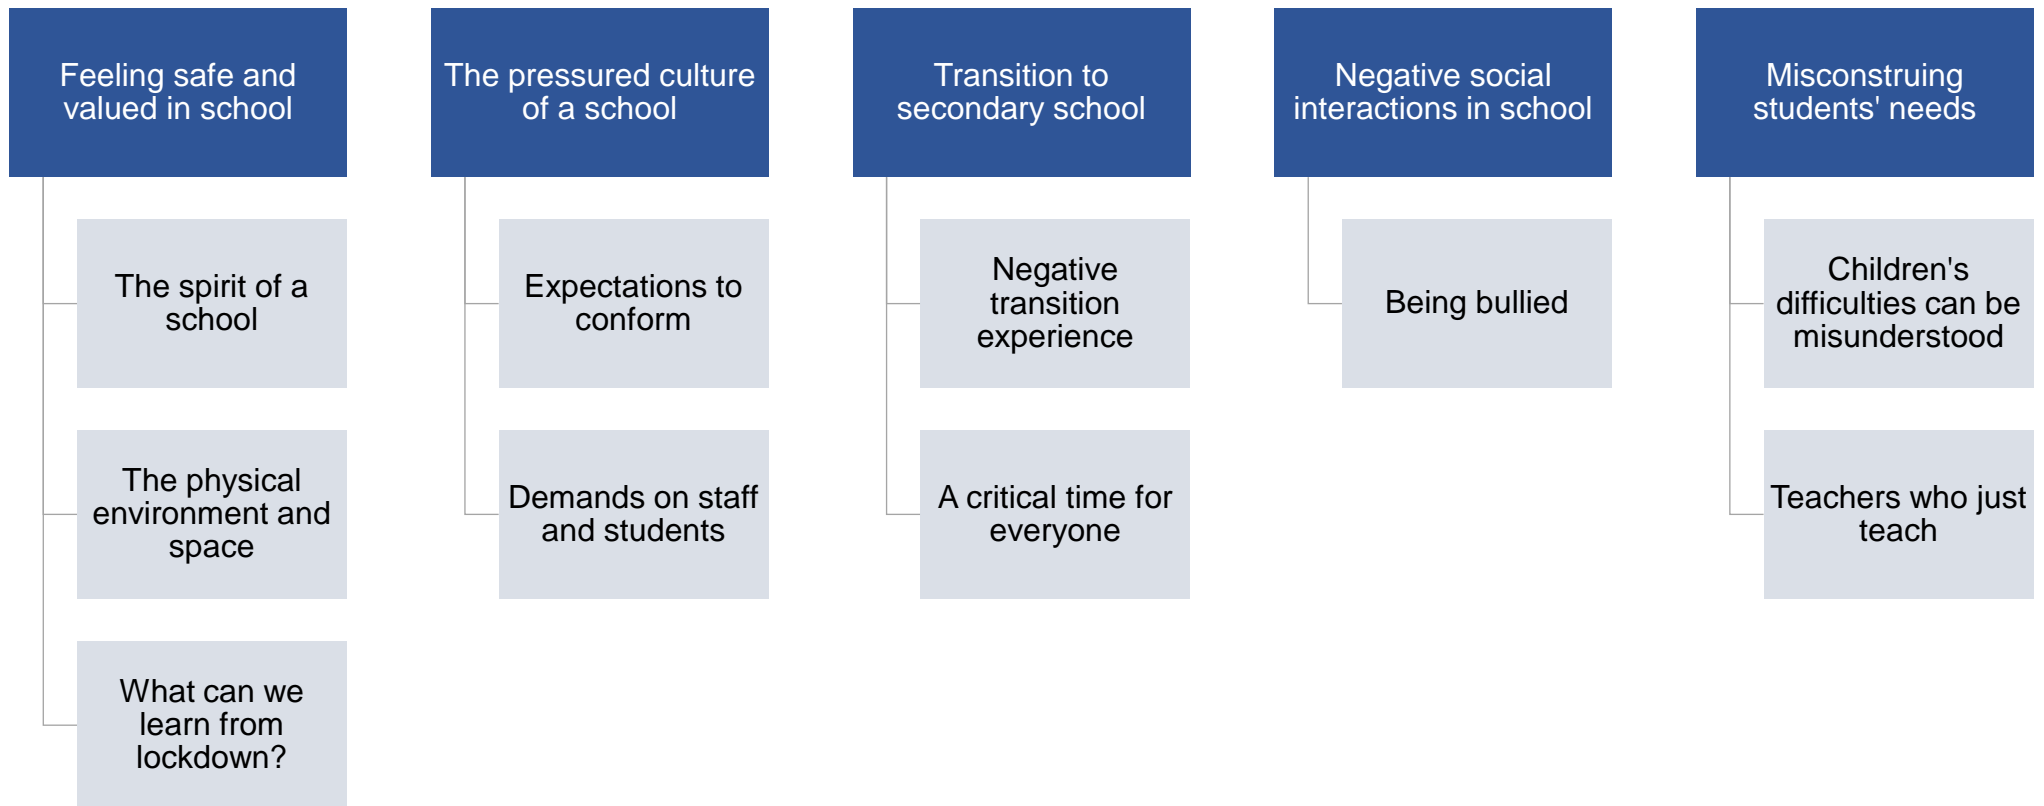 Feeling safe and
valued in school
The spirit of a
school
The physical
environment and
space
What can we
learn from
lockdown?
The pressured culture
of a school
Expectations to
conform
Demands on staff
and students
Transition to
secondary school
Negative
transition
experience
A critical time for
everyone
Negative social
interactions in school
Being bullied
Misconstruing
students' needs
Children's
difficulties can be
misunderstood
Teachers who just
teach